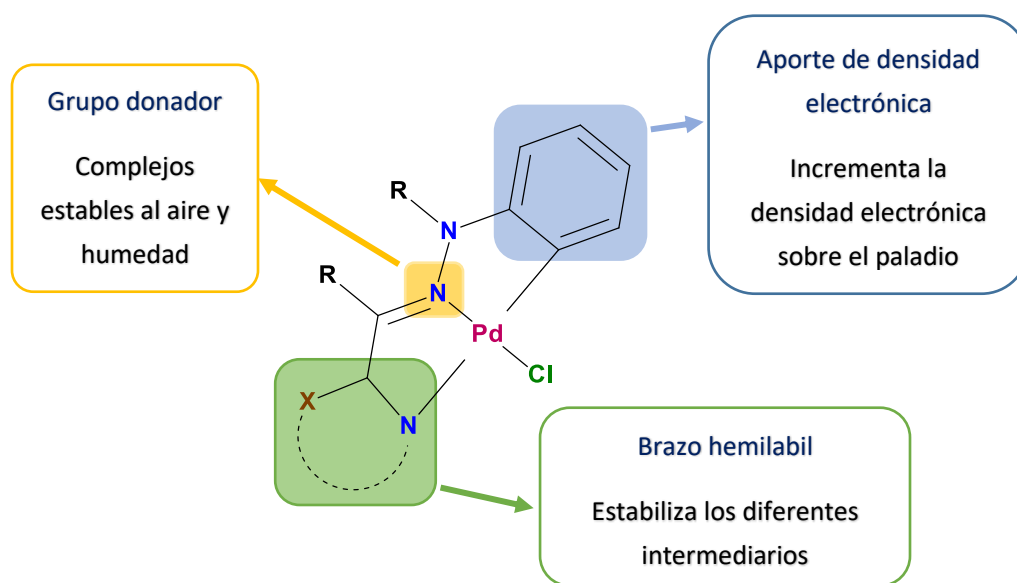 Grupo donador
Complejos
estables al aire y
humedad
Aporte de densidad
electrónica
Incrementa la
densidad electrónica
sobre el paladio
R
N
R
N
Pd
Cl
X
N
Brazo hemilabil
Estabiliza los diferentes
intermediarios